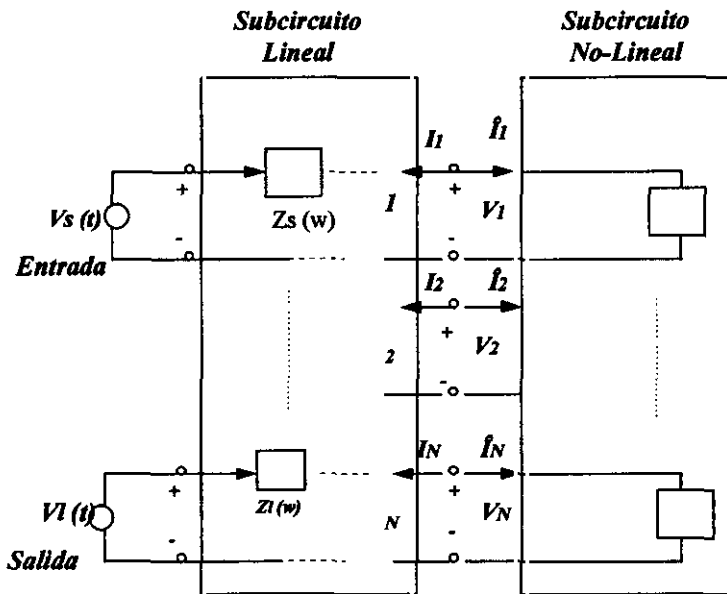 Subcircuito
Lineal
Subcircuito
No-Lineal
I1
Î1
+
+
Vs (t)
Zs (w)
1
V1
-
-
Entrada
I2
Î2
+
2
V2
-
IN
ÎN
+
+
Vl (t)
Zl (w)
N
VN
-
-
Salida